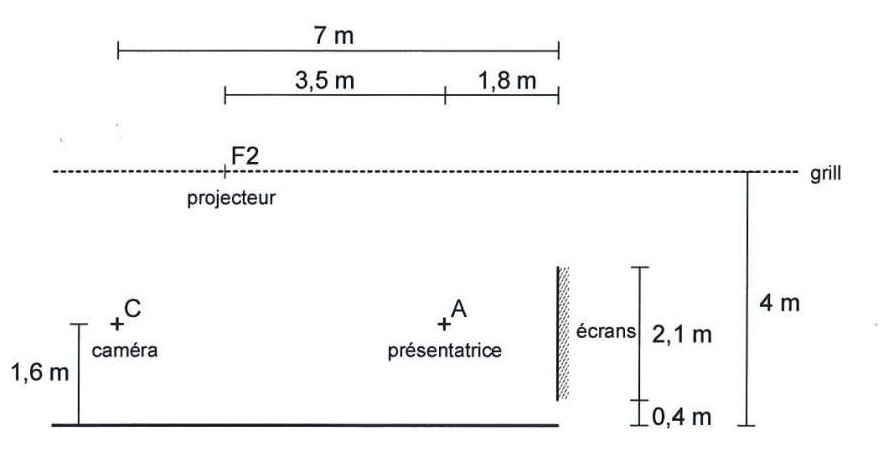 7 m
3,5 m
1,8 m
F2
grill
projecteur
C
A
4 m
caméra
présentatrice
écrans
2,1 m
1,6 m
0,4 m